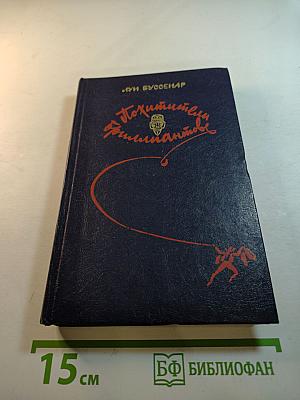 ЛУИ БУССЕНАР
Похитители
бриллиантов
15 см
БФ БИБЛИОФАН